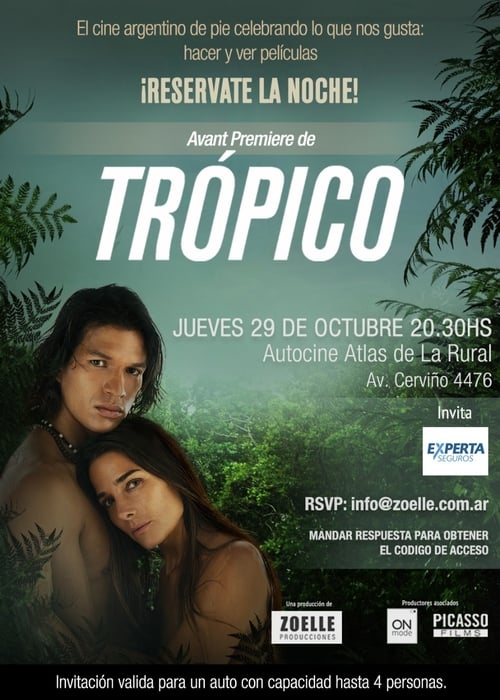 El cine argentino de pie celebrando lo que nos gusta:
hacer y ver películas
¡RESERVATE LA NOCHE!
Avant Premiere de
TRÓPICO
JUEVES 29 DE OCTUBRE 20.30HS
Autocine Atlas de La Rural
Av. Cerviño 4476
Invita
EXPERTA
SEGUROS
RSVP: info@zoelle.com.ar
MANDAR RESPUESTA PARA OBTENER
EL CODIGO DE ACCESO
Una producción de
ZOELLE
PRODUCCIONES
Productores asociados
ON
mode
PICASSO
FILMS
Invitación valida para un auto con capacidad hasta 4 personas.